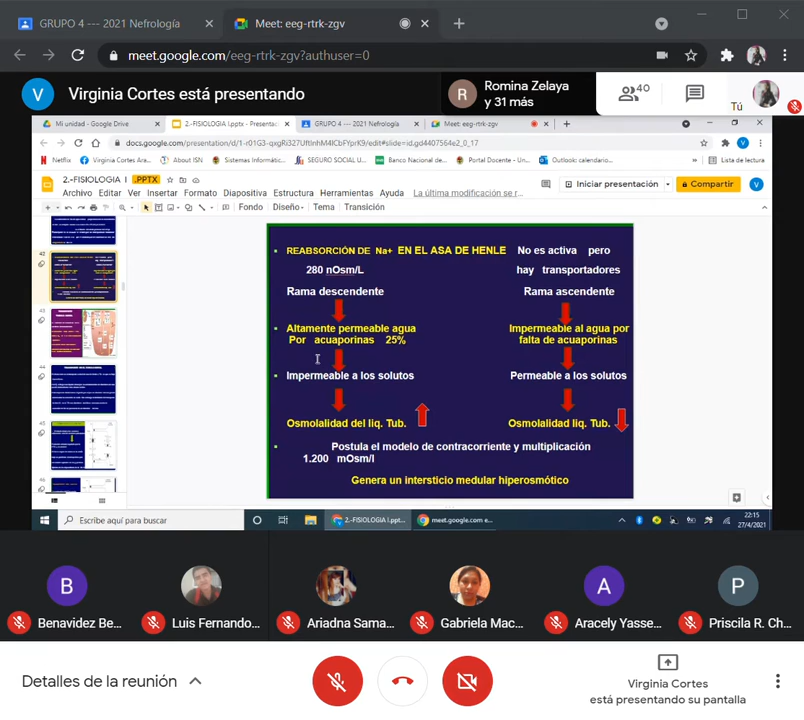 GRUPO 4 --- 2021 Nefrología
Meet: eeg-rtrk-zgv
meet.google.com/eeg-rtrk-zgv?authuser=0
V
Virginia Cortes está presentando
R
Romina Zelaya
y 31 más
40
Tú
Mi unidad - Google Drive
2.-FISIOLOGIA I.pptx - Presentac
GRUPO 4 --- 2021 Nefrología
Meet: eeg-rtrk-zgv
Netflix
Virginia Cortes Ara...
About ISN
Sistemas Informátic...
SEGURO SOCIAL U...
Banco Nacional de...
Portal Docente - Un...
Outlook: calendario...
Lista de lectura
2.-FISIOLOGIA I
.PPTX
Archivo Editar Ver Insertar Formato Diapositiva Estructura Herramientas Ayuda
La última modificación se r...
Iniciar presentación
Compartir
V
Fondo Diseño Tema Transición
REABSORCIÓN DE Na+ EN EL ASA DE HENLE
No es activa pero
280 nOsm/L
hay transportadores
Rama descendente
Rama ascendente
Altamente permeable agua
Por acuaporinas 25%
Impermeable al agua por
falta de acuaporinas
Impermeable a los solutos
Permeable a los solutos
Osmolalidad del liq. Tub.
Osmolalidad liq. Tub.
Postula el modelo de contracorriente y multiplicación
1.200 mOsm/l
Genera un intersticio medular hiperosmótico
Escribe aquí para buscar
2.-FISIOLOGIA I.ppt...
meet.google.com e...
22:15
27/4/2021
B
Benavidez Be...
Luis Fernando...
Ariadna Sama...
Gabriela Mac...
A
Aracely Yasse...
P
Priscila R. Ch...
Detalles de la reunión
Virginia Cortes
está presentando su pantalla